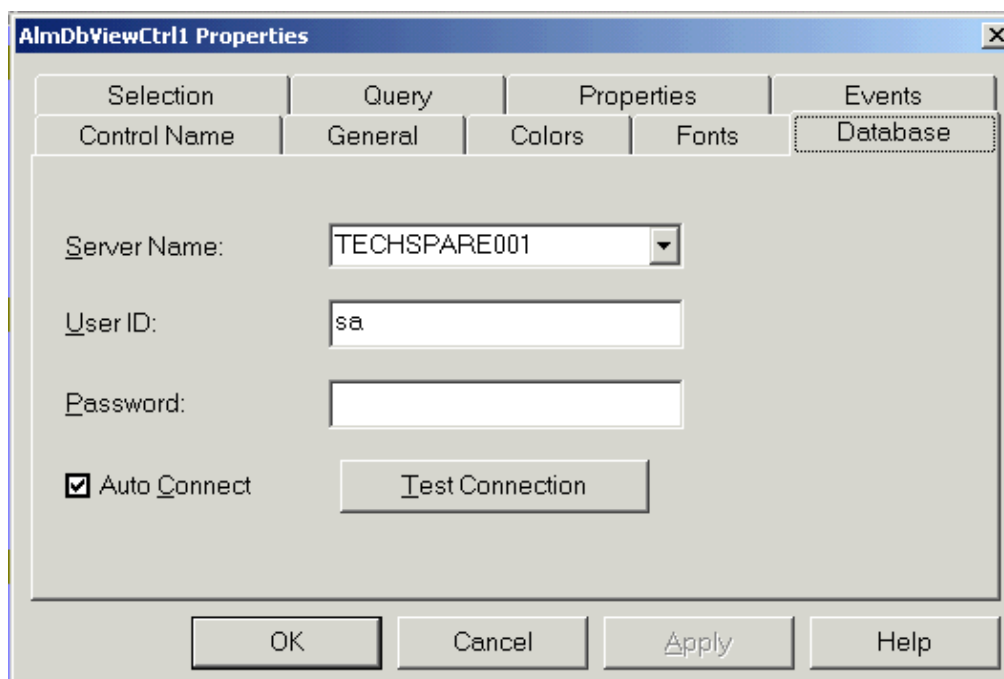 AlmDbViewCtrl1 Properties
Selection Query Properties Events
Control Name General Colors Fonts Database
Server Name: TECHSPARE001
User ID: sa
Password:
Auto Connect Test Connection
OK Cancel Apply Help